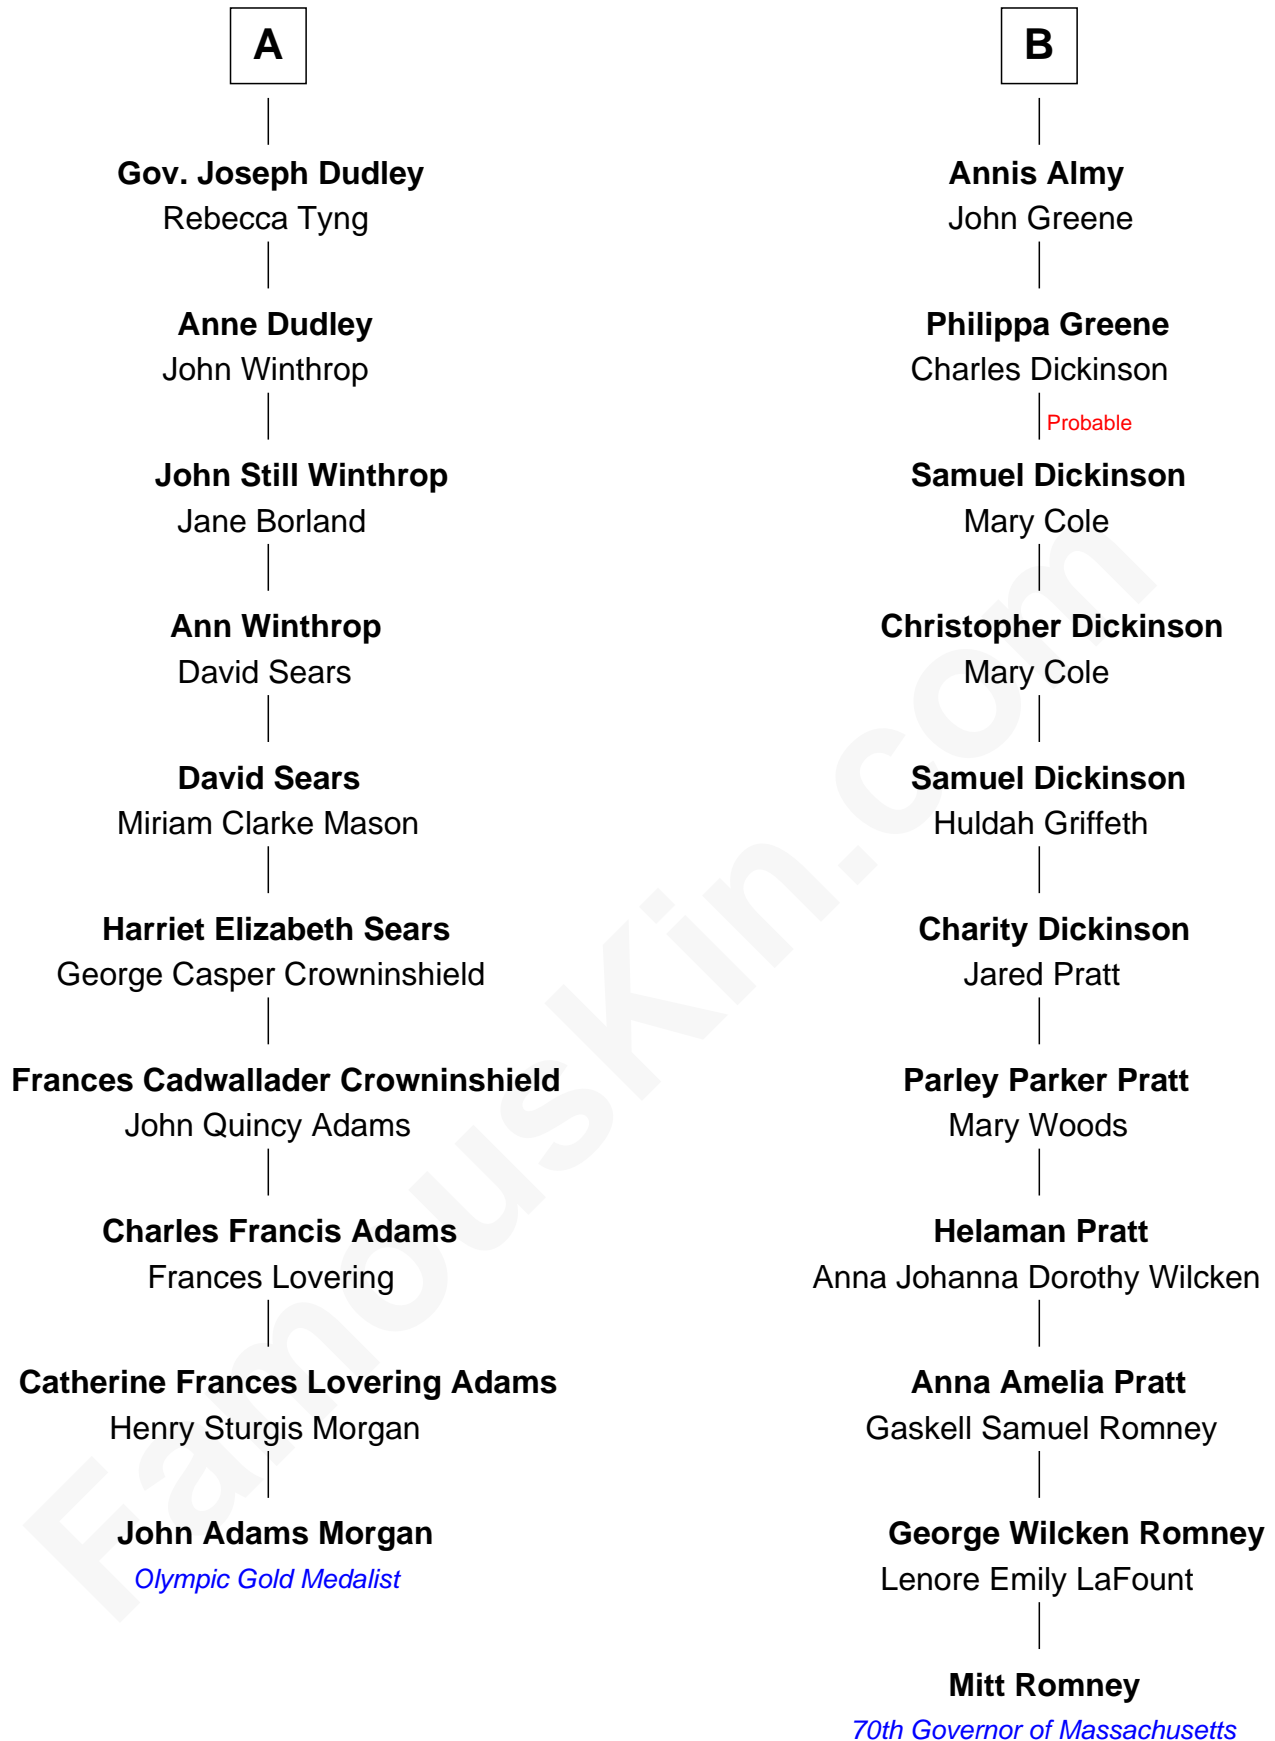 A
Gov. Joseph Dudley
Rebecca Tyng
Anne Dudley
John Winthrop
John Still Winthrop
Jane Borland
Ann Winthrop
David Sears
David Sears
Miriam Clarke Mason
Harriet Elizabeth Sears
George Casper Crowninshield
Frances Cadwallader Crowninshield
John Quincy Adams
Charles Francis Adams
Frances Lovering
Catherine Frances Lovering Adams
Henry Sturgis Morgan
John Adams Morgan
Olympic Gold Medalist
B
Annis Almy
John Greene
Philippa Greene
Charles Dickinson
Probable
Samuel Dickinson
Mary Cole
Christopher Dickinson
Mary Cole
Samuel Dickinson
Huldah Griffeth
Charity Dickinson
Jared Pratt
Parley Parker Pratt
Mary Woods
Helaman Pratt
Anna Johanna Dorothy Wilcken
Anna Amelia Pratt
Gaskell Samuel Romney
George Wilcken Romney
Lenore Emily LaFount
Mitt Romney
70th Governor of Massachusetts
FamousKin.com